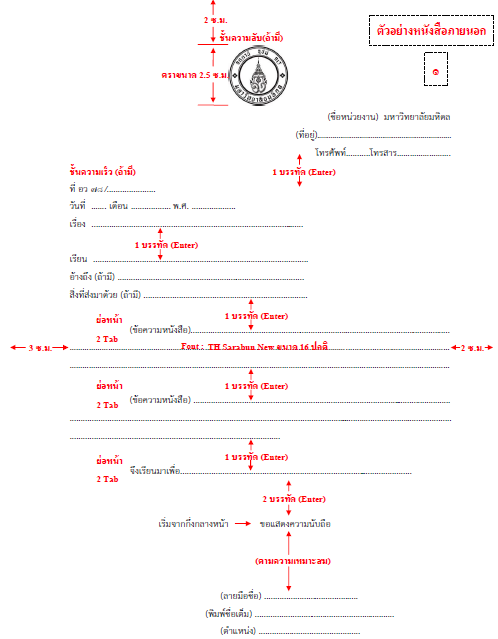 2 ซ.ม.
ตัวอย่างหนังสือภายนอก
ชั้นความลับ(ถ้ามี)
๑
ตราขนาด 2.5 ซ.ม.
(ชื่อหน่วยงาน) มหาวิทยาลัยมหิดล
(ที่อยู่)..........................................................
โทรศัพท์............โทรสาร........................
ชั้นความเร็ว (ถ้ามี)
1 บรรทัด (Enter)
ที่ อว ๗๘/......................
วันที่ ....... เดือน .................. พ.ศ. ....................
เรื่อง ................................................................................
1 บรรทัด (Enter)
เรียน ................................................................................
อ้างถึง (ถ้ามี) .....................................................................
สิ่งที่ส่งมาด้วย (ถ้ามี) ............................................................
1 บรรทัด (Enter)
ย่อหน้า
2 Tab
(ข้อความหนังสือ)..............................................................................
3 ซ.ม.
Font : TH Sarabun New ขนาด 16 ปกติ
2 ซ.ม.
................................................................................
ย่อหน้า
1 บรรทัด (Enter)
2 Tab
(ข้อความหนังสือ) ..............................................................................
................................................................................
................................................................................
ย่อหน้า
1 บรรทัด (Enter)
2 Tab
จึงเรียนมาเพื่อ..............................................................................
2 บรรทัด (Enter)
เริ่มจากกึ่งกลางหน้า
ขอแสดงความนับถือ
(ตามความเหมาะสม)
(ลายมือชื่อ) ........................................
(พิมพ์ชื่อเต็ม) ............................................................
(ตำแหน่ง) ............................................